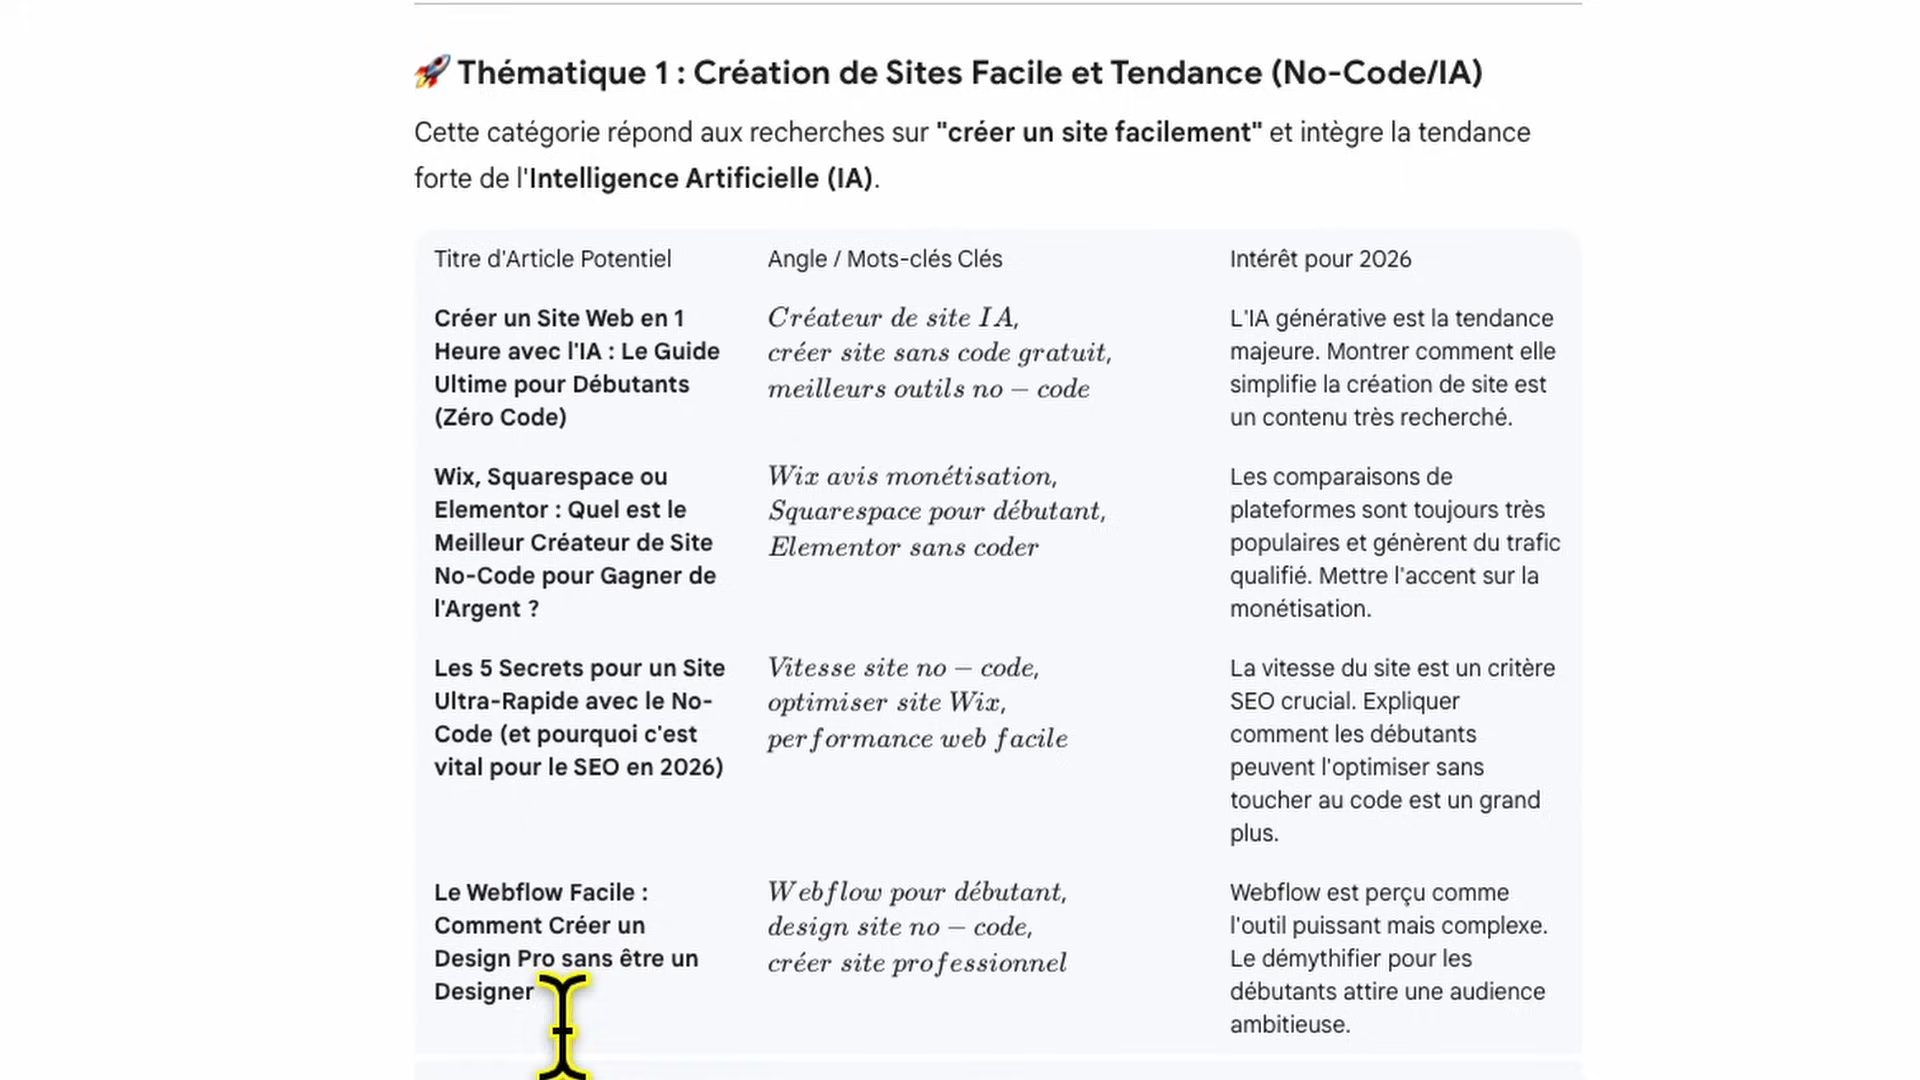 🚀 Thématique 1 : Création de Sites Facile et Tendance (No-Code/IA)
Cette catégorie répond aux recherches sur "créer un site facilement" et intègre la tendance
forte de l'Intelligence Artificielle (IA).
Titre d'Article Potentiel
Angle / Mots-clés Clés
Intérêt pour 2026
Créer un Site Web en 1
Heure avec l'IA : Le Guide
Ultime pour Débutants
(Zéro Code)
Créateur de site IA,
créer site sans code gratuit,
meilleurs outils no – code
L'IA générative est la tendance
majeure. Montrer comment elle
simplifie la création de site est
un contenu très recherché.
Wix, Squarespace ou
Elementor : Quel est le
Meilleur Créateur de Site
No-Code pour Gagner de
l'Argent ?
Wix avis monétisation,
Squarespace pour débutant,
Elementor sans coder
Les comparaisons de
plateformes sont toujours très
populaires et génèrent du trafic
qualifié. Mettre l'accent sur la
monétisation.
Les 5 Secrets pour un Site
Ultra-Rapide avec le No-
Code (et pourquoi c'est
vital pour le SEO en 2026)
Vitesse site no – code,
optimiser site Wix,
performance web facile
La vitesse du site est un critère
SEO crucial. Expliquer
comment les débutants
peuvent l'optimiser sans
toucher au code est un grand
plus.
Le Webflow Facile :
Comment Créer un
Design Pro sans être un
Designer
Webflow pour débutant,
design site no – code,
créer site professionnel
Webflow est perçu comme
l'outil puissant mais complexe.
Le démythifier pour les
débutants attire une audience
ambitieuse.